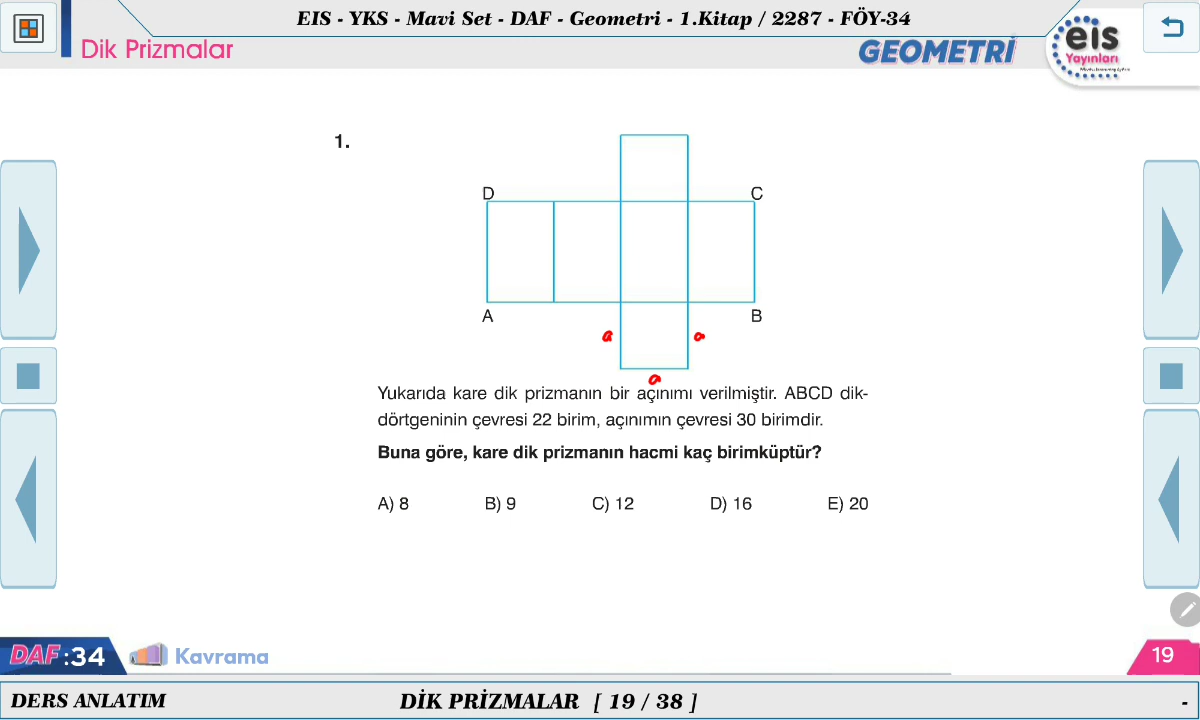 EIS - YKS - Mavi Set - DAF - Geometri - 1.Kitap / 2287 - FÖY-34
Dik Prizmalar
GEOMETRİ
eis
Yayınları
1.
D
C
A
B
a
a
a
Yukarıda kare dik prizmanın bir açınımı verilmiştir. ABCD dik-
dörtgeninin çevresi 22 birim, açınımın çevresi 30 birimdir.
Buna göre, kare dik prizmanın hacmi kaç birimküptür?
A) 8 B) 9 C) 12 D) 16 E) 20
DAF:34 Kavrama
19
DERS ANLATIM
DİK PRİZMALAR [ 19 / 38 ]
-